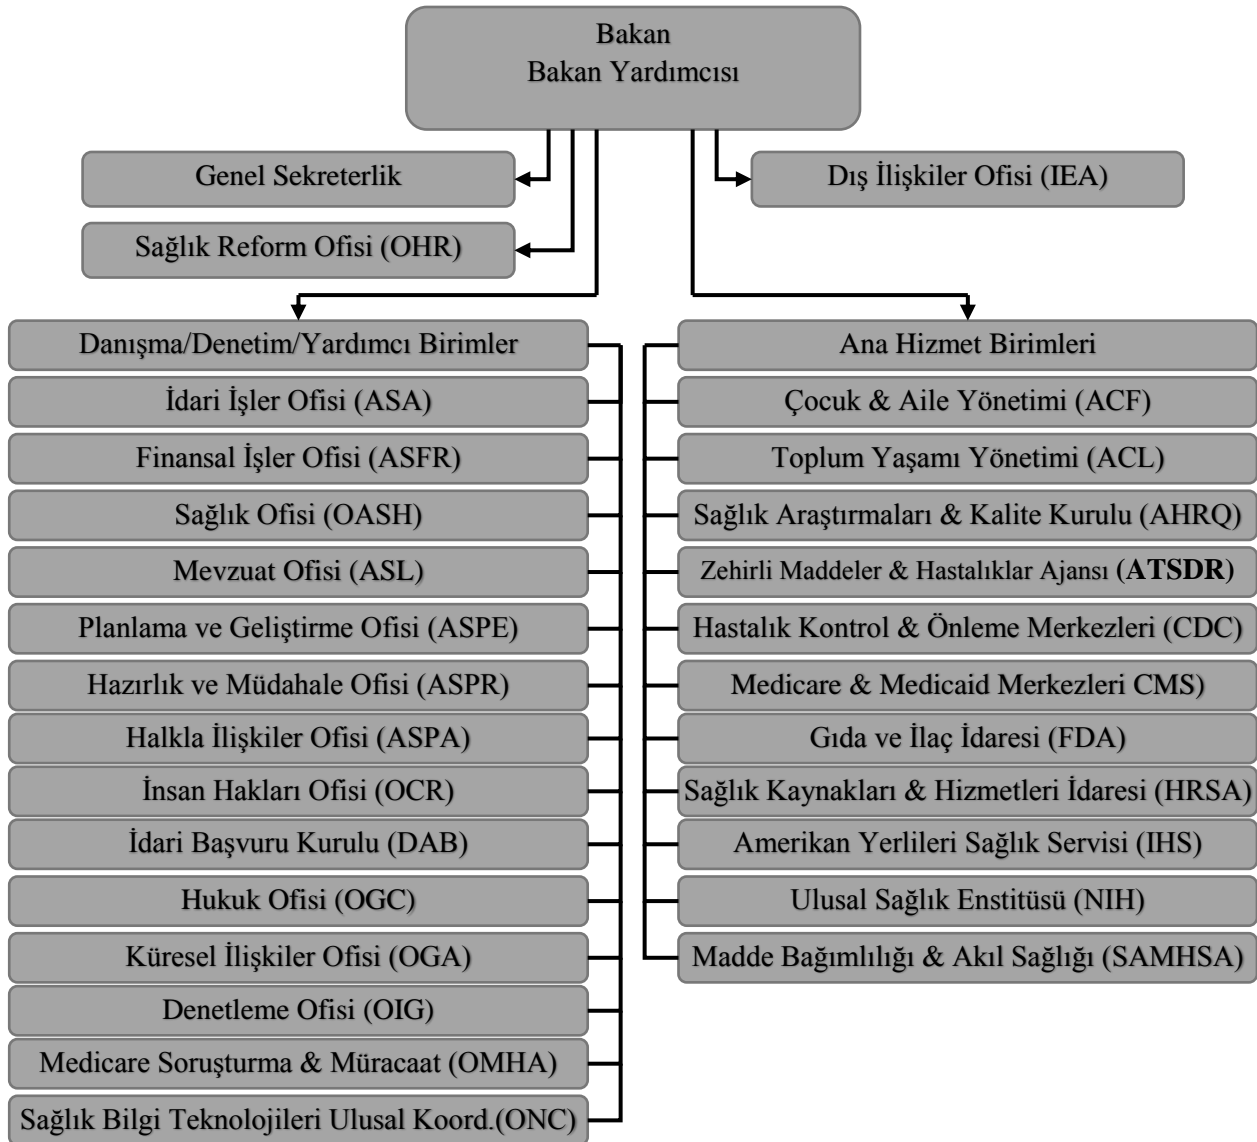 Bakan
Bakan Yardımcısı
Genel Sekreterlik
Dış İlişkiler Ofisi (IEA)
Sağlık Reform Ofisi (OHR)
Danışma/Denetim/Yardımcı Birimler
İdari İşler Ofisi (ASA)
Finansal İşler Ofisi (ASFR)
Sağlık Ofisi (OASH)
Mevzuat Ofisi (ASL)
Planlama ve Geliştirme Ofisi (ASPE)
Hazırlık ve Müdahale Ofisi (ASPR)
Halkla İlişkiler Ofisi (ASPA)
İnsan Hakları Ofisi (OCR)
İdari Başvuru Kurulu (DAB)
Hukuk Ofisi (OGC)
Küresel İlişkiler Ofisi (OGA)
Denetleme Ofisi (OIG)
Medicare Soruşturma & Müracaat (OMHA)
Sağlık Bilgi Teknolojileri Ulusal Koord.(ONC)
Ana Hizmet Birimleri
Çocuk & Aile Yönetimi (ACF)
Toplum Yaşamı Yönetimi (ACL)
Sağlık Araştırmaları & Kalite Kurulu (AHRQ)
Zehirli Maddeler & Hastalıklar Ajansı (ATSDR)
Hastalık Kontrol & Önleme Merkezleri (CDC)
Medicare & Medicaid Merkezleri CMS)
Gıda ve İlaç İdaresi (FDA)
Sağlık Kaynakları & Hizmetleri İdaresi (HRSA)
Amerikan Yerlileri Sağlık Servisi (IHS)
Ulusal Sağlık Enstitüsü (NIH)
Madde Bağımlılığı & Akıl Sağlığı (SAMHSA)